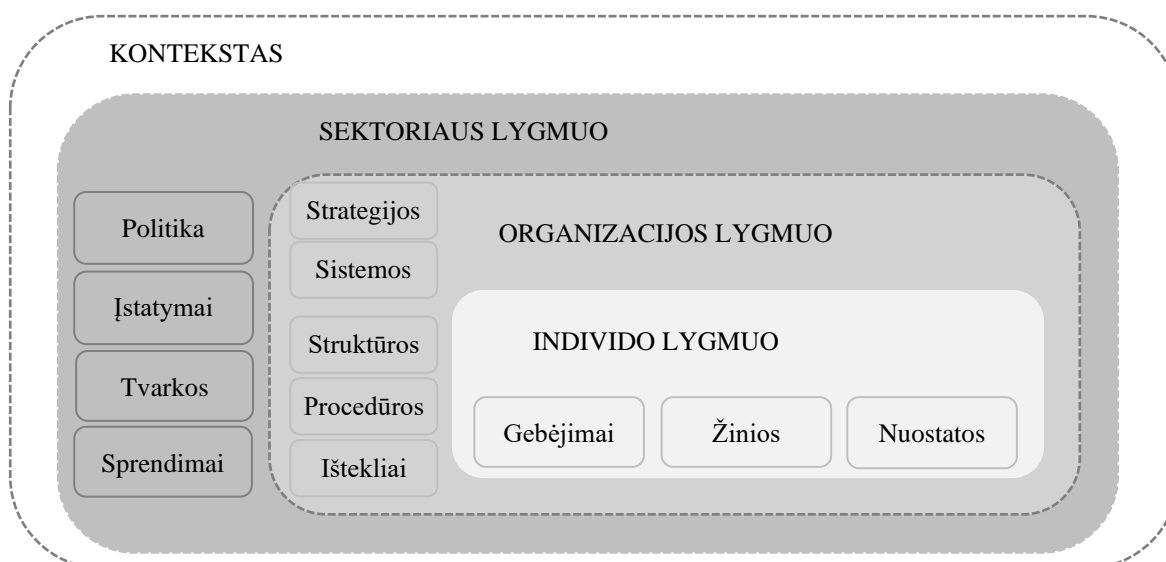 KONTEKSTAS
SEKTORIAUS LYGMUO
Politika
Įstatymai
Tvarkos
Sprendimai
Strategijos
Sistemos
Struktūros
Procedūros
Ištekliai
ORGANIZACIJOS LYGMUO
INDIVIDO LYGMUO
Gebėjimai
Žinios
Nuostatos